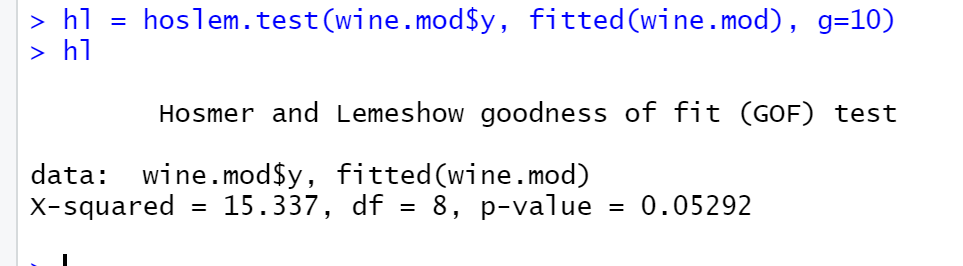 > hl = hoslem.test(wine.mod$y, fitted(wine.mod), g=10)
> hl
Hosmer and Lemeshow goodness of fit (GOF) test
data:  wine.mod$y, fitted(wine.mod)
X-squared = 15.337, df = 8, p-value = 0.05292
>